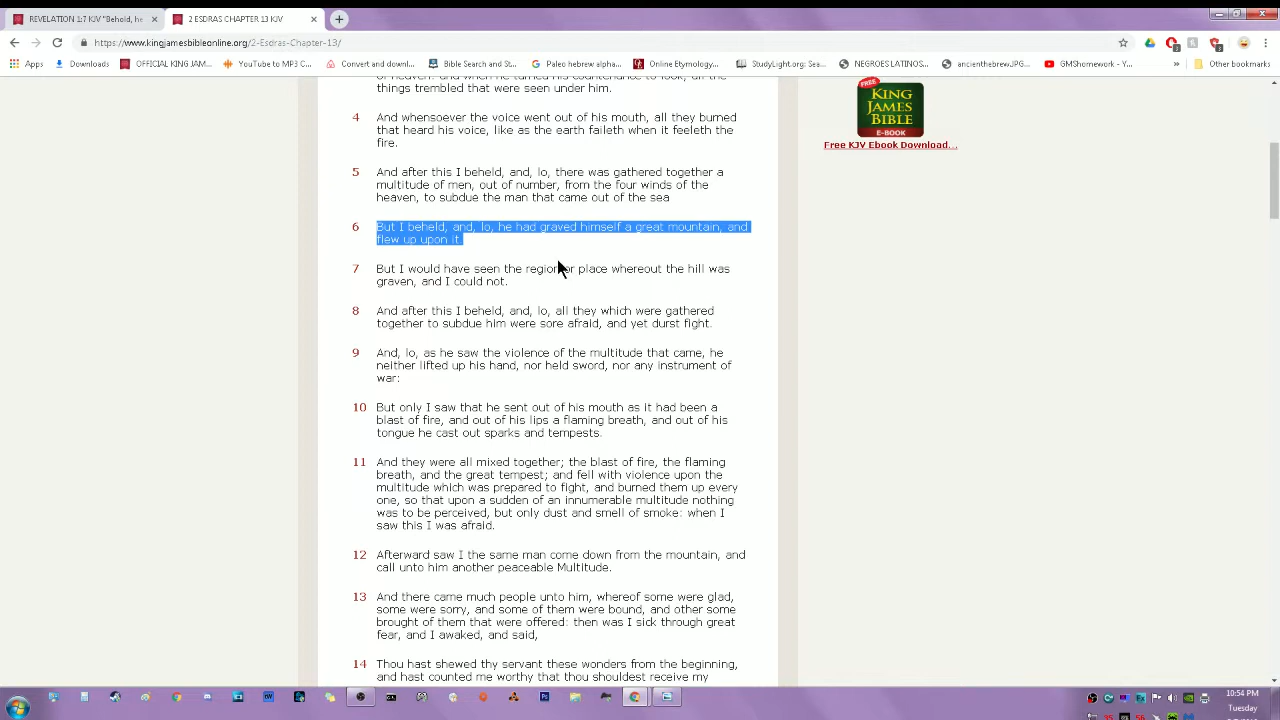 REVELATION 1:7 KJV "Behold, he
2 ESDRAS CHAPTER 13 KJV
https://www.kingjamesbibleonline.org/2-Esdras-Chapter-13/
Apps
Downloads
OFFICIAL KING JAM...
YouTube to MP3 C...
Convert and downl...
Bible Search and St...
Paleo hebrew alpha...
Online Etymology...
StudyLight.org: Sea...
NEGROES LATINOS...
ancienthebrewJPG...
GMShomework - Y...
»
Other bookmarks
of heaven: and when he turned his countenance to look, all the
things trembled that were seen under him.
4 And whensoever the voice went out of his mouth, all they burned
that heard his voice, like as the earth faileth when it feeleth the
fire.
5 And after this I beheld, and, lo, there was gathered together a
multitude of men, out of number, from the four winds of the
heaven, to subdue the man that came out of the sea
6 But I beheld, and, lo, he had graved himself a great mountain, and
flew up upon it.
7 But I would have seen the region or place whereout the hill was
graven, and I could not.
8 And after this I beheld, and, lo, all they which were gathered
together to subdue him were sore afraid, and yet durst fight.
9 And, lo, as he saw the violence of the multitude that came, he
neither lifted up his hand, nor held sword, nor any instrument of
war:
10 But only I saw that he sent out of his mouth as it had been a
blast of fire, and out of his lips a flaming breath, and out of his
tongue he cast out sparks and tempests.
11 And they were all mixed together; the blast of fire, the flaming
breath, and the great tempest; and fell with violence upon the
multitude which was prepared to fight, and burned them up every
one, so that upon a sudden of an innumerable multitude nothing
was to be perceived, but only dust and smell of smoke: when I
saw this I was afraid.
12 Afterward saw I the same man come down from the mountain, and
call unto him another peaceable Multitude.
13 And there came much people unto him, whereof some were glad,
some were sorry, and some of them were bound, and other some
brought of them that were offered: then was I sick through great
fear, and I awaked, and said,
14 Thou hast shewed thy servant these wonders from the beginning,
and hast counted me worthy that thou shouldest receive my
FREE
KING
JAMES
BIBLE
E-BOOK
Free KJV Ebook Download...
10:54 PM
Tuesday